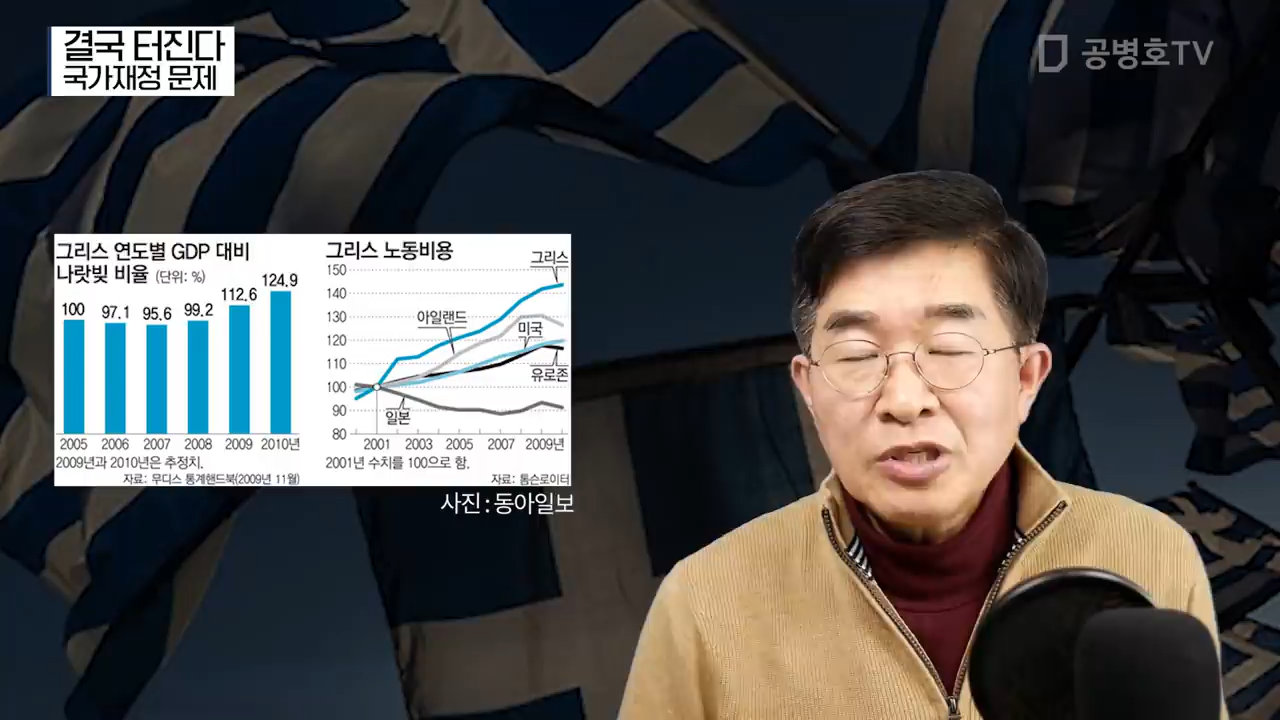 결국 터진다
국가재정 문제
공병호TV
그리스 연도별 GDP 대비
나랏빚 비율 (단위: %)
100 97.1 95.6 99.2 112.6 124.9
2005 2006 2007 2008 2009 2010년
2009년과 2010년은 추정치.
자료: 무디스 통계핸드북(2009년 11월)
그리스 노동비용
150
140
130
120
110
100
90
80
그리스
아일랜드
미국
유로존
일본
2001 2003 2005 2007 2009년
2001년 수치를 100으로 함.
자료: 톰슨로이터
사진 : 동아일보